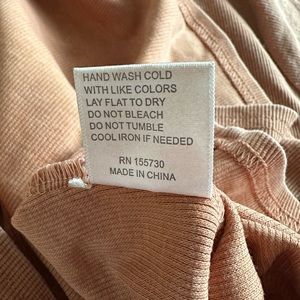 HAND WASH COLD
WITH LIKE COLORS
LAY FLAT TO DRY
DO NOT BLEACH
DO NOT TUMBLE
COOL IRON IF NEEDED
RN 155730
MADE IN CHINA